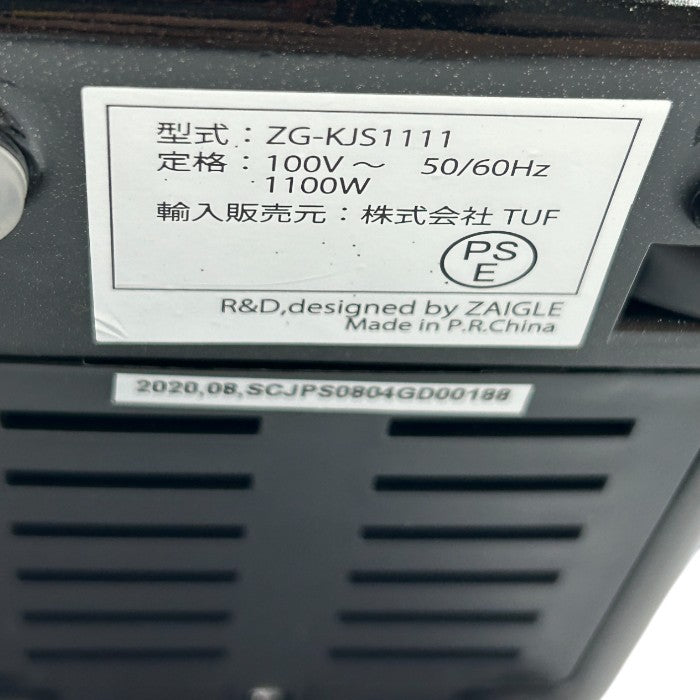 型式：ZG-KJS1111
定格：100V～ 50/60Hz
1100W
輸入販売元：株式会社 TUF
PS
E
R&D,designed by ZAIGLE
Made in P.R.China
2020,08,SCJPS0804GD00188